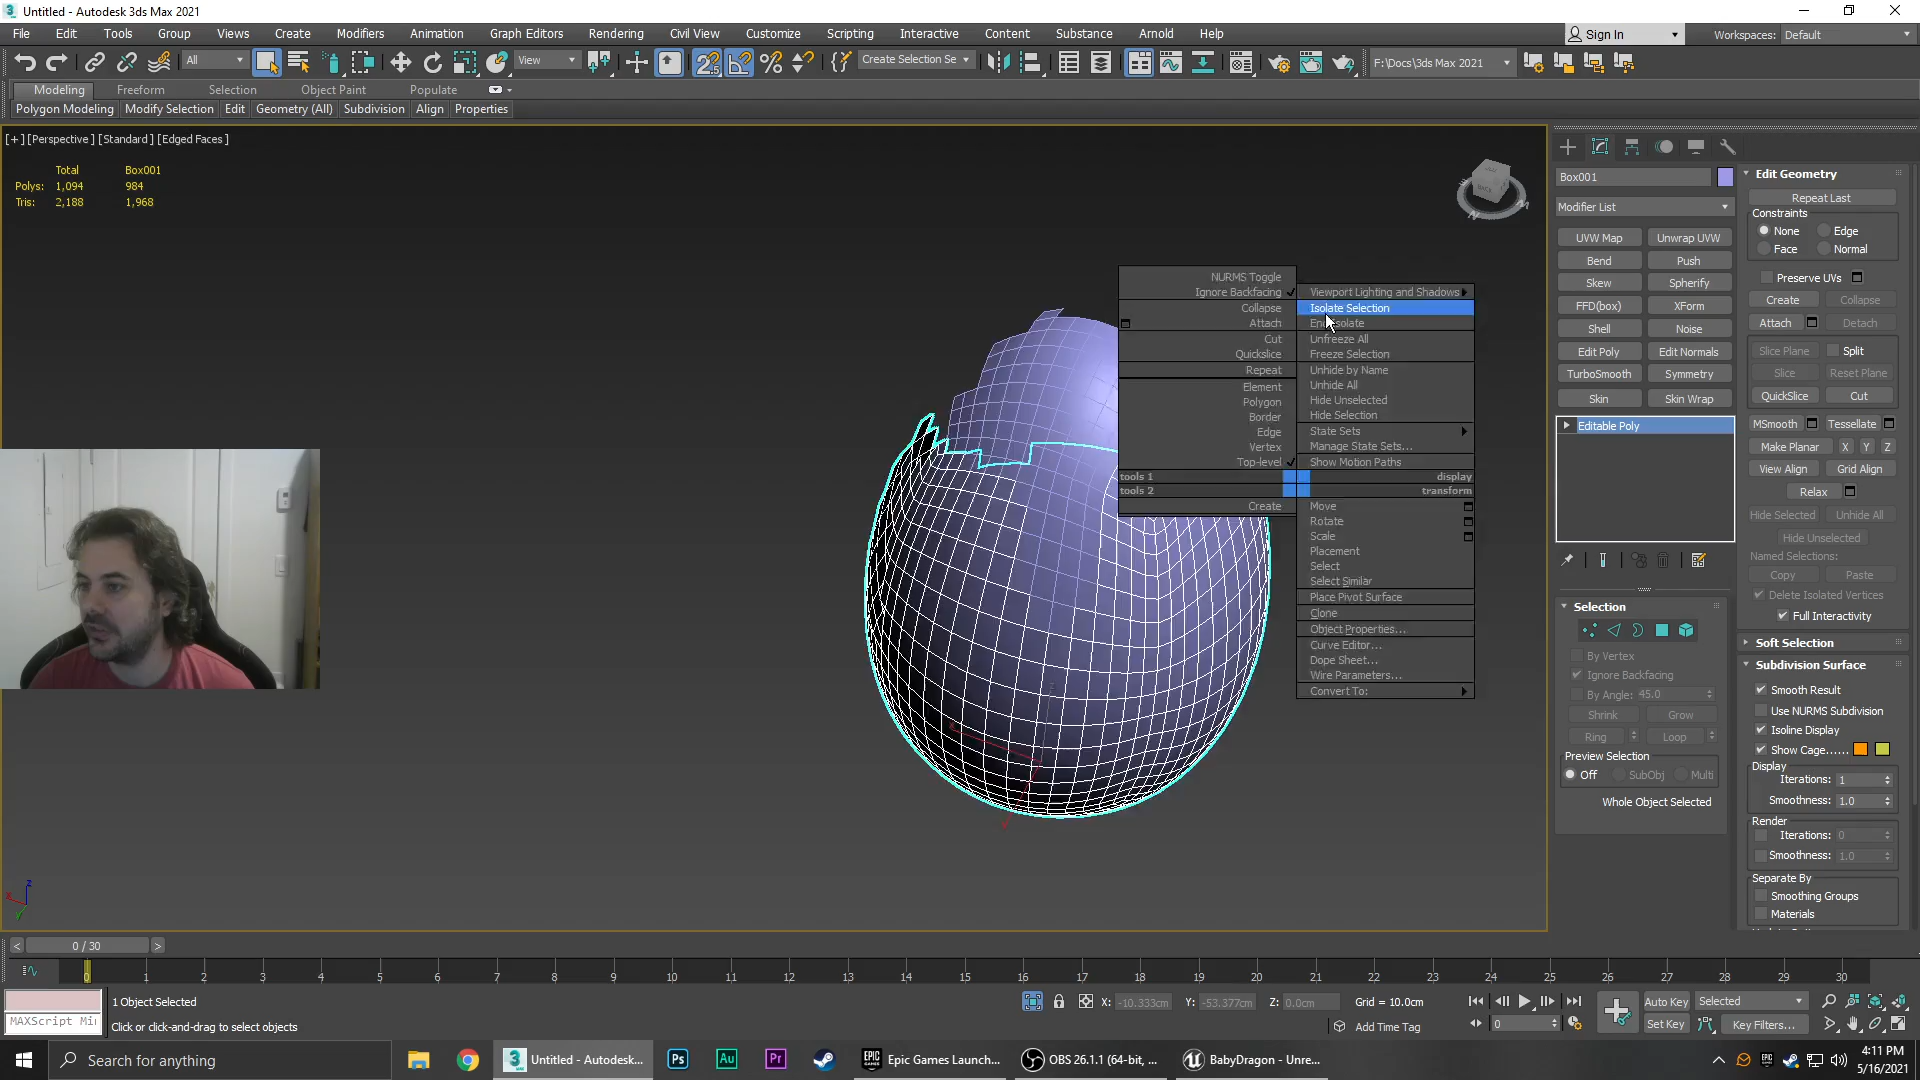 Untitled - Autodesk 3ds Max 2021
File Edit Tools Group Views Create Modifiers Animation Graph Editors Rendering Civil View Customize Scripting Interactive Content Substance Arnold Help
Sign In Workspaces: Default
All View Create Selection Se F:\Docs\3ds Max 2021
Modeling Freeform Selection Object Paint Populate
Polygon Modeling Modify Selection Edit Geometry (All) Subdivision Align Properties
[+] [Perspective] [Standard] [Edged Faces]
Total Box001
Polys: 1,094 984
Tris: 2,188 1,968
NURMS Toggle
Ignore Backfacing
Collapse
Attach
Cut
Quickslice
Repeat
Element
Polygon
Border
Edge
Vertex
Top-level
tools 1
tools 2
Create
Viewport Lighting and Shadows
Isolate Selection
Unfreeze All
Freeze Selection
Unhide by Name
Unhide All
Hide Unselected
Hide Selection
State Sets
Manage State Sets...
Show Motion Paths
display
transform
Move
Rotate
Scale
Placement
Select
Select Similar
Place Pivot Surface
Clone
Object Properties...
Curve Editor...
Dope Sheet...
Wire Parameters...
Convert To:
Box001
Modifier List
UVW Map Unwrap UVW
Bend Push
Skew Spherify
FFD(box) XForm
Shell Noise
Edit Poly Edit Normals
TurboSmooth Symmetry
Skin Skin Wrap
Editable Poly
Selection
By Vertex
Ignore Backfacing
By Angle: 45.0
Shrink Grow
Ring Loop
Preview Selection
Off SubObj Multi
Whole Object Selected
Edit Geometry
Repeat Last
Constraints
None Edge
Face Normal
Preserve UVs
Create Collapse
Attach Detach
Slice Plane Split
Slice Reset Plane
QuickSlice Cut
MSmooth Tessellate
Make Planar X Y Z
View Align Grid Align
Relax
Hide Selected Unhide All
Hide Unselected
Named Selections:
Copy Paste
Delete Isolated Vertices
Full Interactivity
Soft Selection
Subdivision Surface
Smooth Result
Use NURMS Subdivision
Isoline Display
Show Cage......
Display
Iterations: 1
Smoothness: 1.0
Render
Iterations: 0
Smoothness: 1.0
Separate By
Smoothing Groups
Materials
< 0 / 30 >
0 1 2 3 4 5 6 7 8 9 10 11 12 13 14 15 16 17 18 19 20 21 22 23 24 25 26 27 28 29 30
1 Object Selected X: -10.333cm Y: -53.377cm Z: 0.0cm Grid = 10.0cm Auto Key Selected
MAXScript Mi Click or click-and-drag to select objects Add Time Tag 0 Set Key Key Filters...
Search for anything Untitled - Autodesk... Ps Au Pr EPIC GAMES Epic Games Launch... OBS 26.1.1 (64-bit, ... BabyDragon - Unre... 4:11 PM
5/16/2021